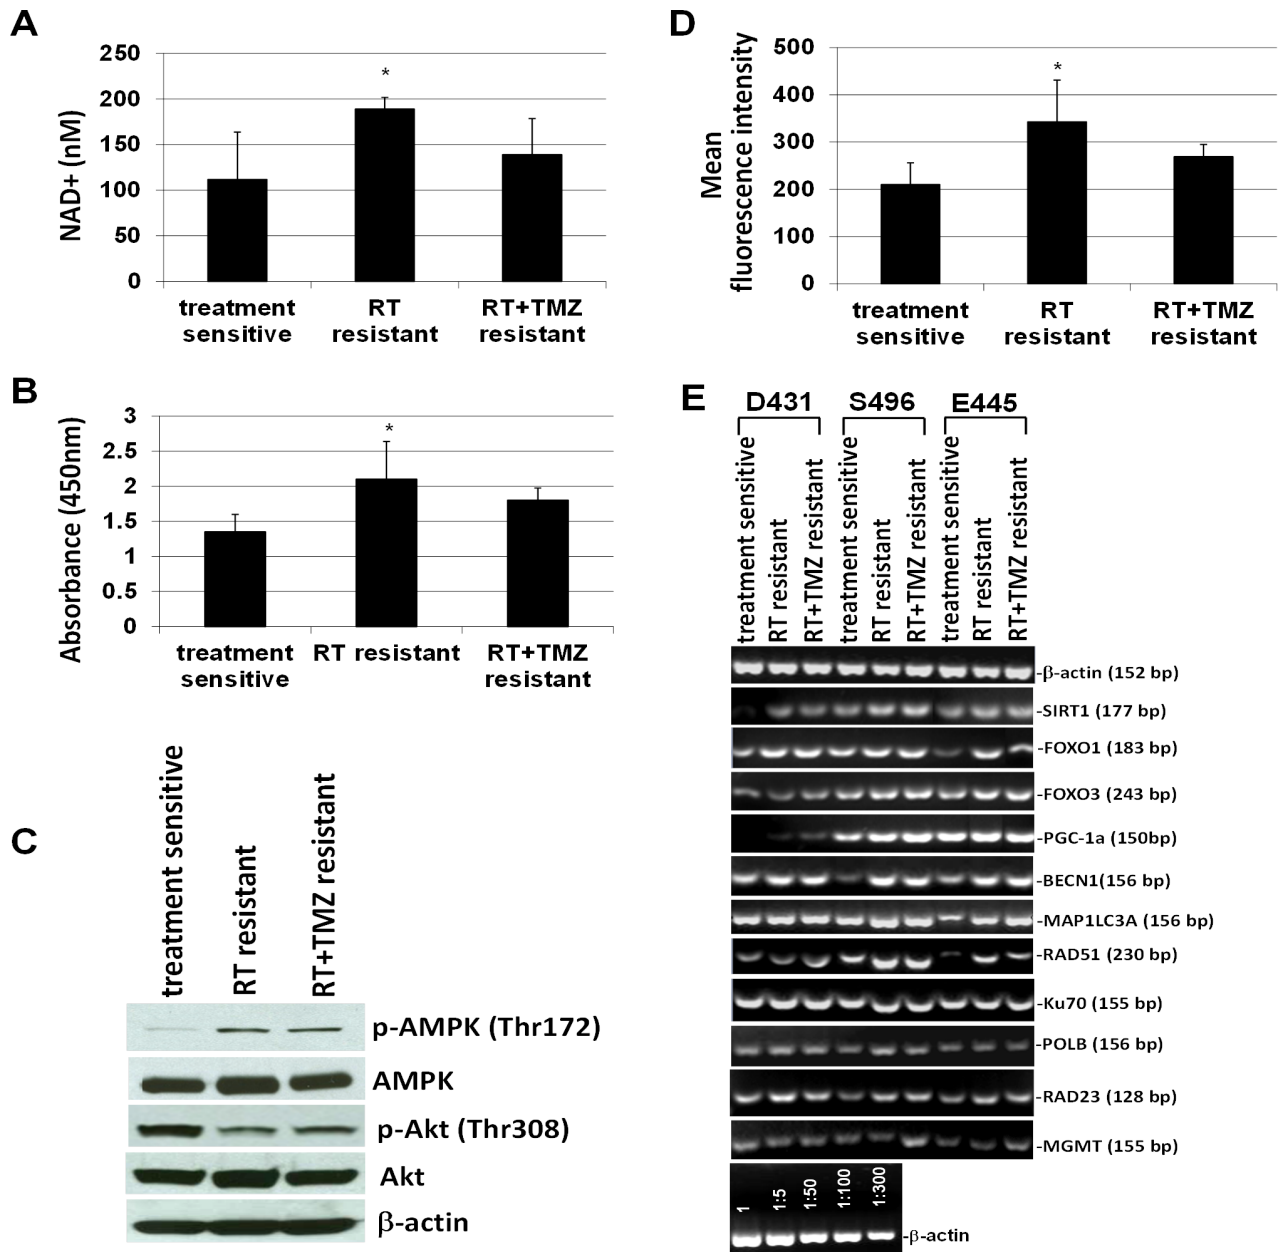 A
250
200
150
100
50
0
NAD+ (nM)
*
treatment
sensitive
RT
resistant
RT+TMZ
resistant
B
3
2.5
2
1.5
1
0.5
0
Absorbance (450nm)
*
treatment
sensitive
RT resistant
RT+TMZ
resistant
C
treatment sensitive
RT resistant
RT+TMZ resistant
p-AMPK (Thr172)
AMPK
p-Akt (Thr308)
Akt
β-actin
D
500
400
300
200
100
0
Mean
fluorescence intensity
*
treatment
sensitive
RT
resistant
RT+TMZ
resistant
E
D431
S496
E445
treatment sensitive
RT resistant
RT+TMZ resistant
treatment sensitive
RT resistant
RT+TMZ resistant
treatment sensitive
RT resistant
RT+TMZ resistant
-β-actin (152 bp)
-SIRT1 (177 bp)
-FOXO1 (183 bp)
-FOXO3 (243 bp)
-PGC-1a (150bp)
-BECN1(156 bp)
-MAP1LC3A (156 bp)
-RAD51 (230 bp)
-Ku70 (155 bp)
-POLB (156 bp)
-RAD23 (128 bp)
-MGMT (155 bp)
1
1:5
1:50
1:100
1:300
-β-actin